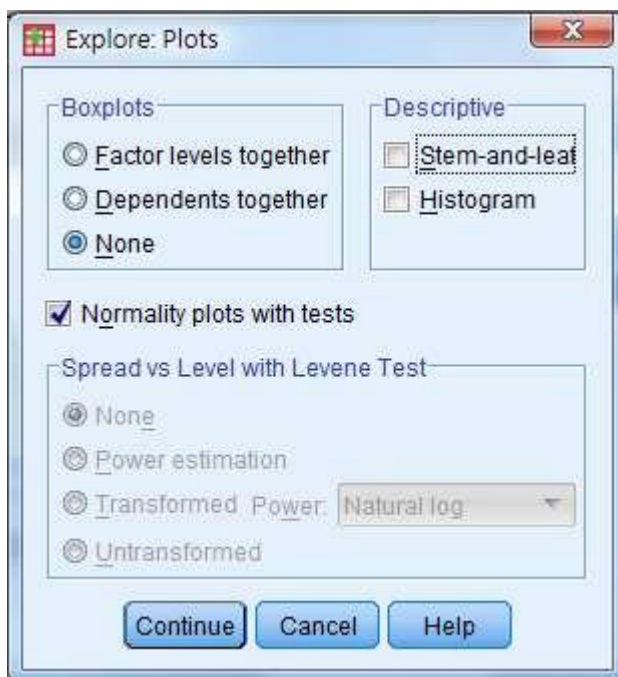 Explore: Plots
Boxplots
Factor levels together
Dependents together
None
Descriptive
Stem-and-leaf
Histogram
Normality plots with tests
Spread vs Level with Levene Test
None
Power estimation
Transformed Power: Natural log
Untransformed
Continue Cancel Help